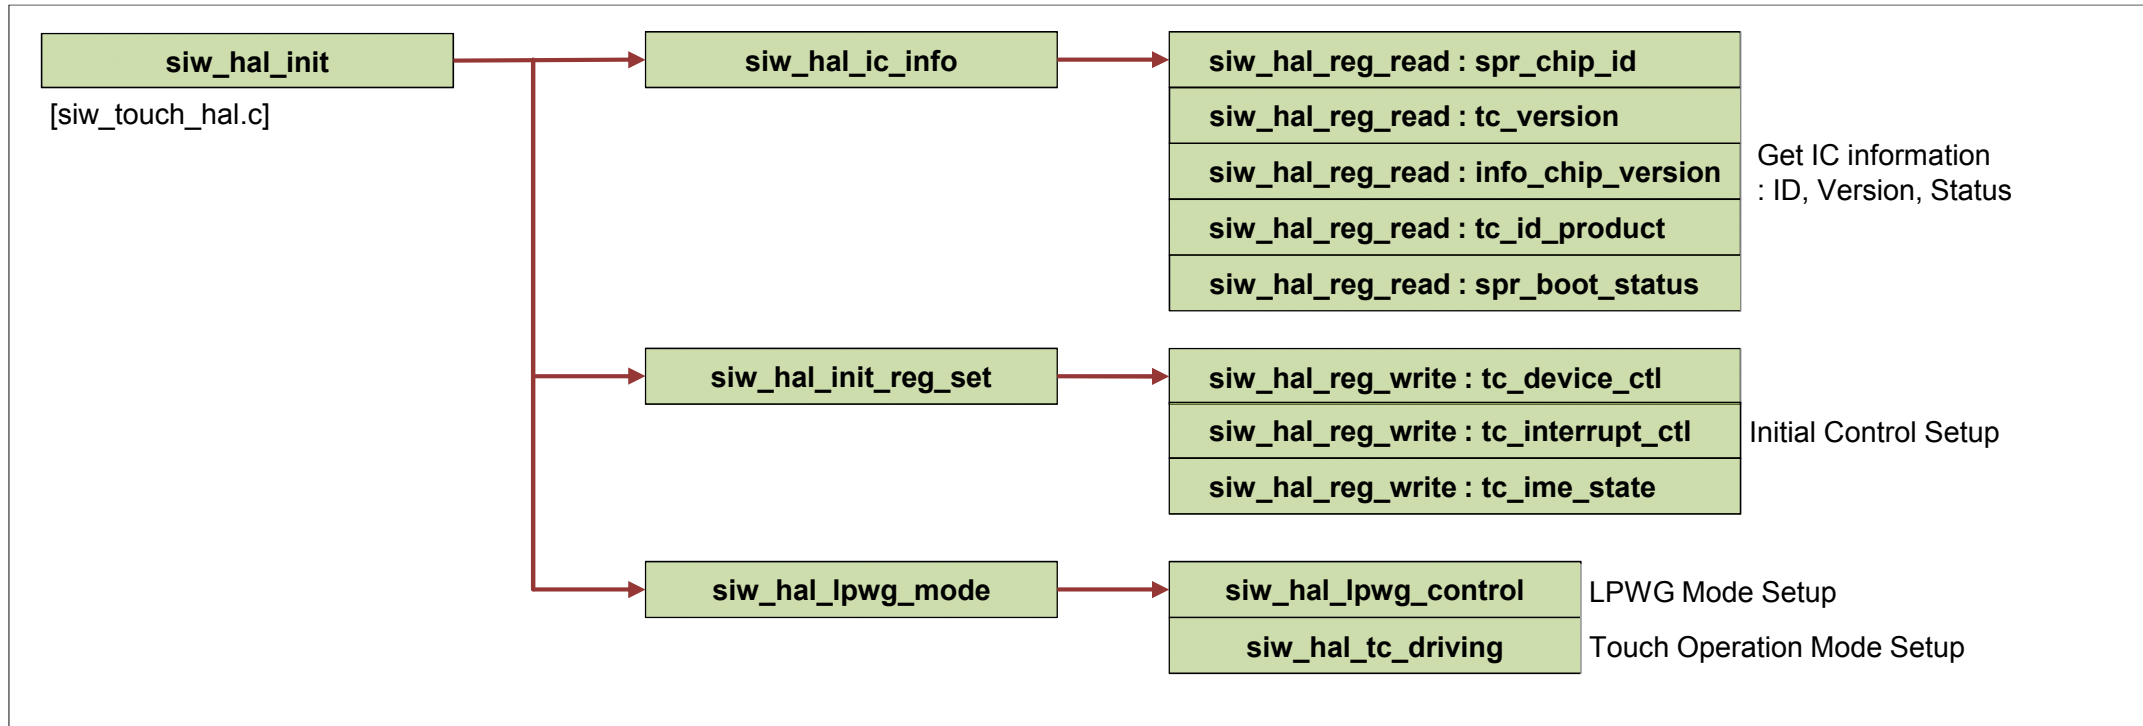 siw_hal_init
[siw_touch_hal.c]
siw_hal_ic_info
siw_hal_reg_read : spr_chip_id
siw_hal_reg_read : tc_version
siw_hal_reg_read : info_chip_version
siw_hal_reg_read : tc_id_product
siw_hal_reg_read : spr_boot_status
Get IC information
: ID, Version, Status
siw_hal_init_reg_set
siw_hal_reg_write : tc_device_ctl
siw_hal_reg_write : tc_interrupt_ctl
siw_hal_reg_write : tc_ime_state
Initial Control Setup
siw_hal_lpwg_mode
siw_hal_lpwg_control
LPWG Mode Setup
siw_hal_tc_driving
Touch Operation Mode Setup